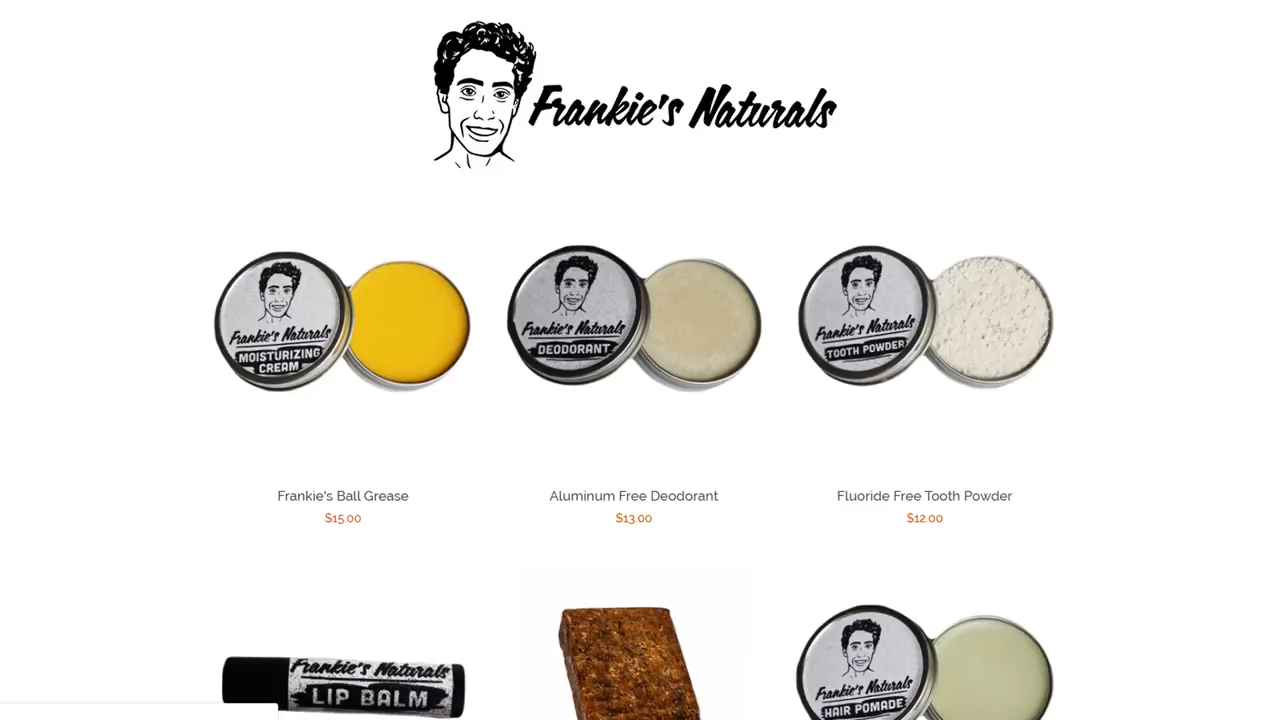 Frankie's Naturals
Frankie's Naturals
MOISTURIZING
CREAM
Frankie's Naturals
DEODORANT
Frankie's Naturals
TOOTH POWDER
Frankie's Ball Grease
$15.00
Aluminum Free Deodorant
$13.00
Fluoride Free Tooth Powder
$12.00
Frankie's Naturals
LIP BALM
Frankie's Naturals
HAIR POMADE